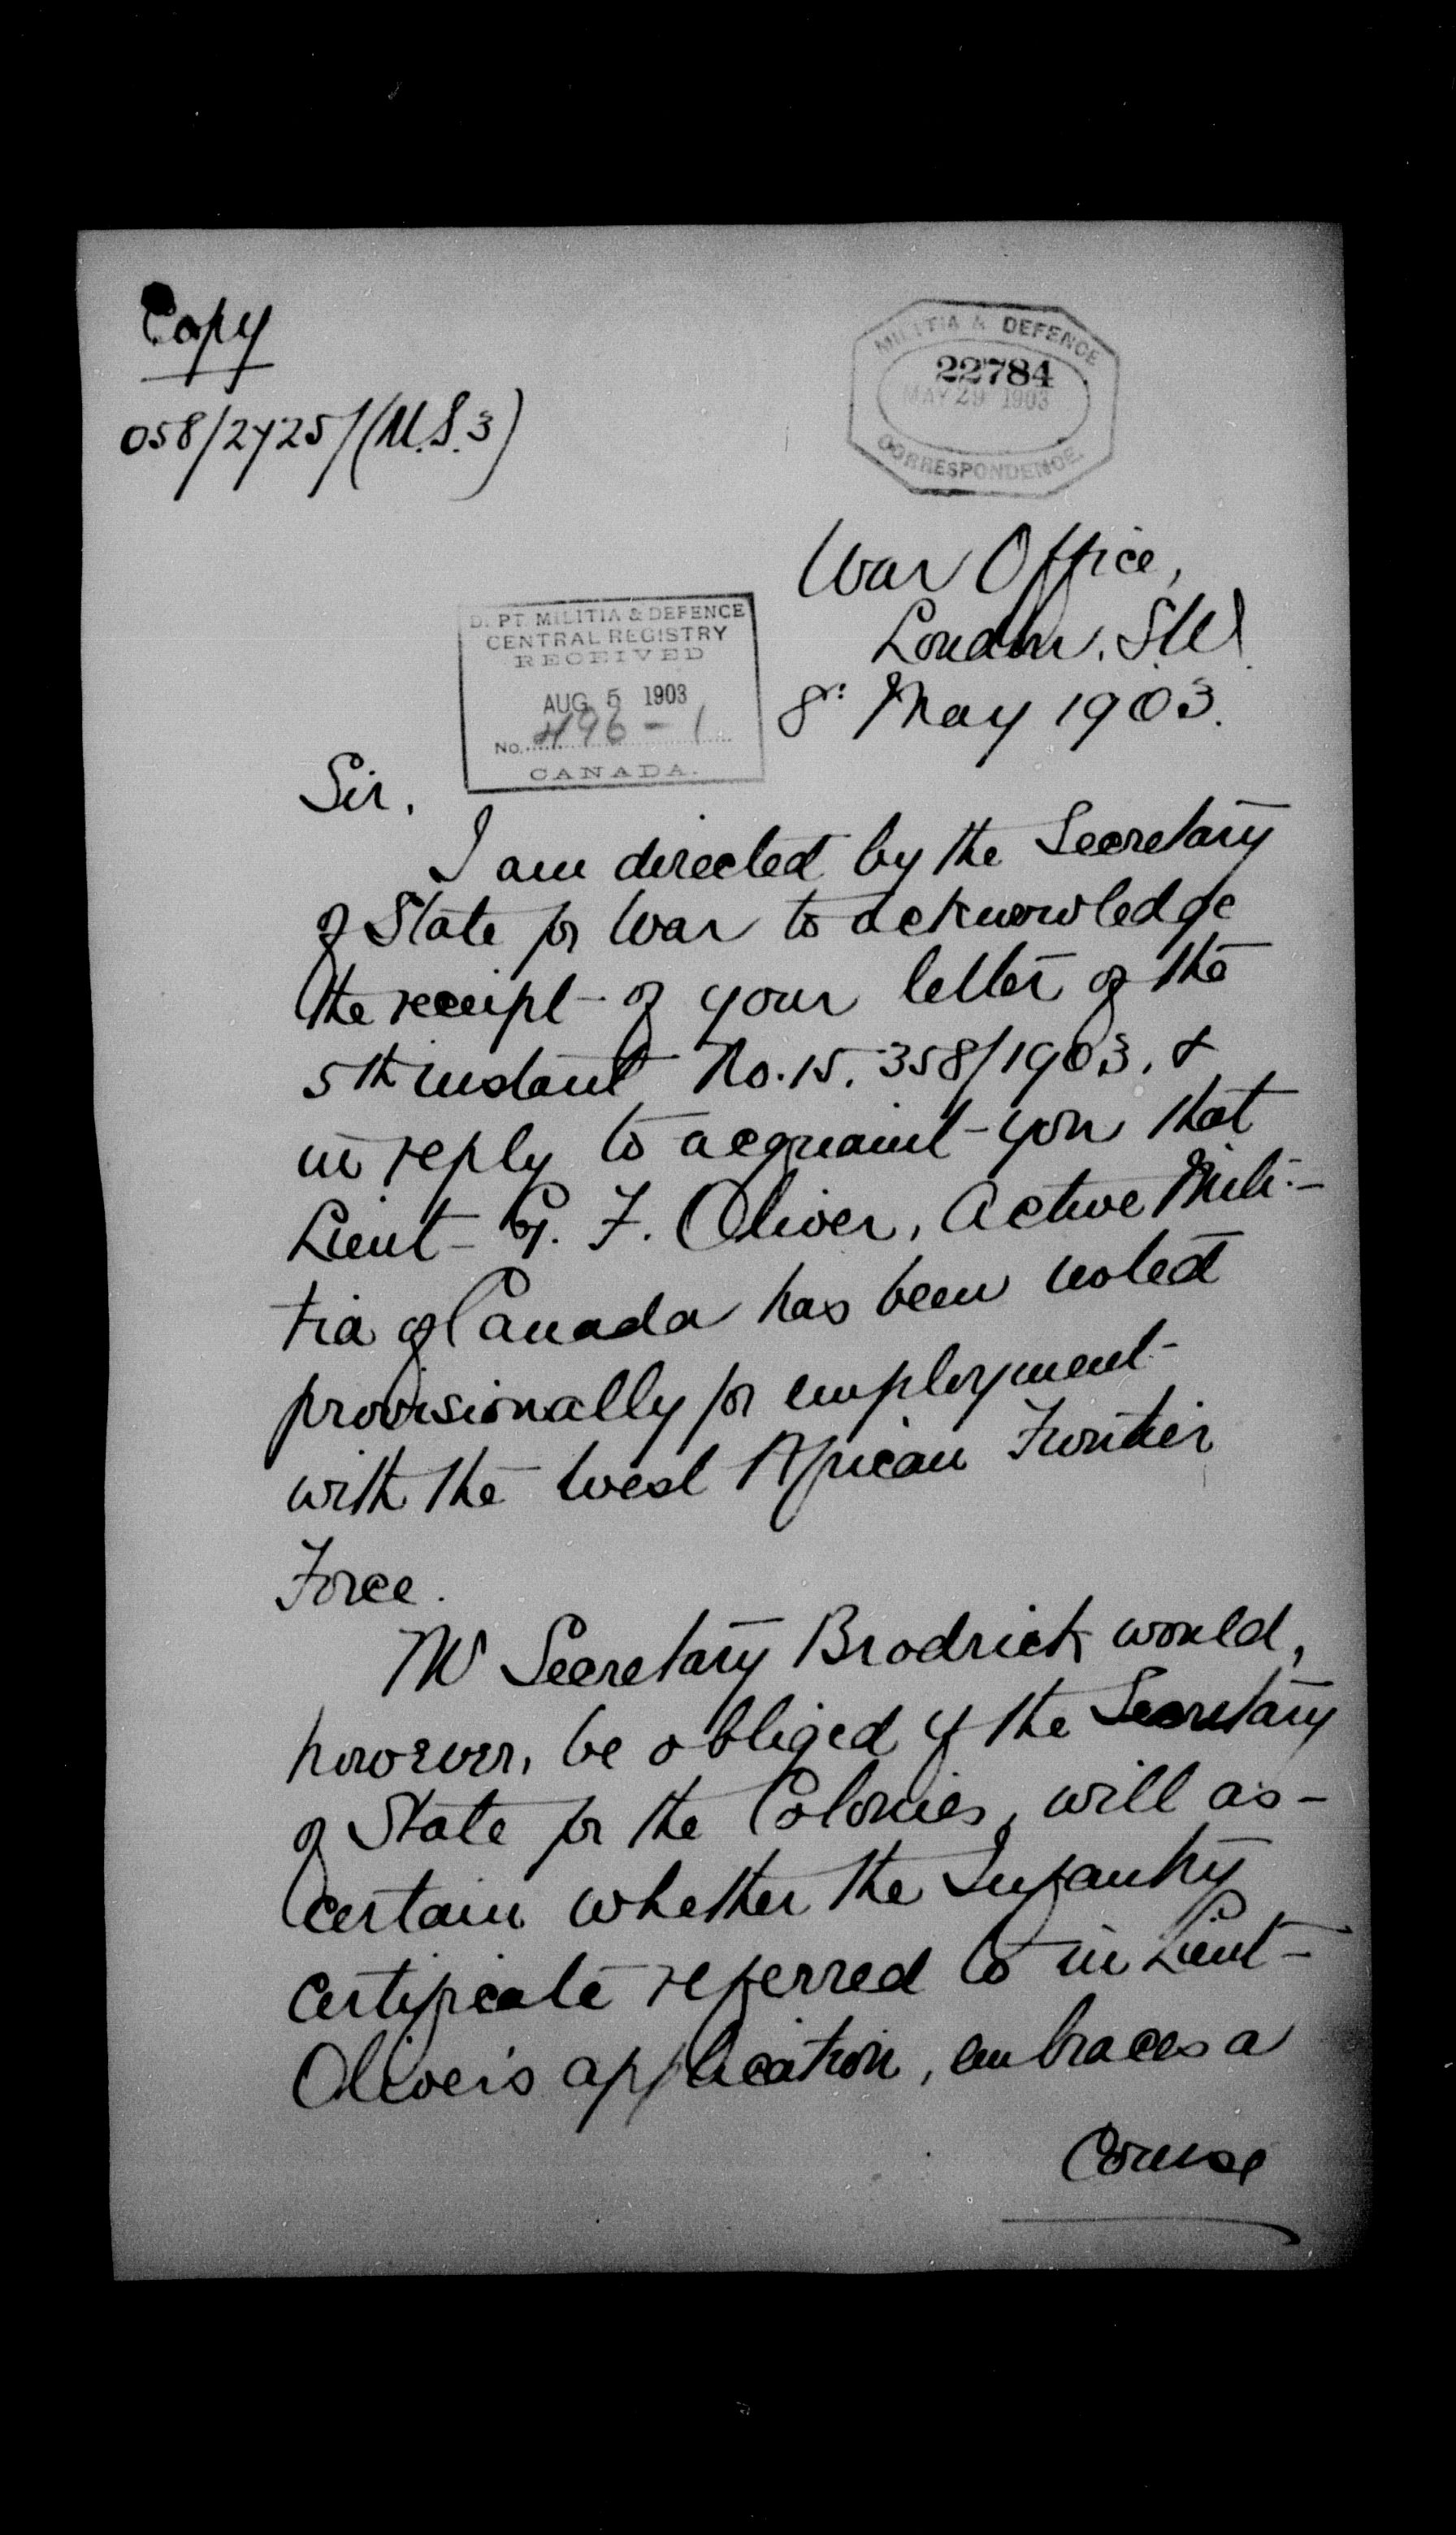 Copy
058/2725/(M.S.3)
MILITIA & DEFENCE
22784
MAY 29 1903
CORRESPONDENCE.
War Office,
London. S.W.
8: May 1903.
DEPT. MILITIA & DEFENCE
CENTRAL REGISTRY
RECEIVED
AUG 5 1903
No. 496-1
CANADA.
Sir,
I am directed by the Secretary
of State for War to acknowledge
the receipt of your letter of the
5th instant No. 15,358/1903, &
in reply to acquaint you that
Lieut G. F. Oliver, Active Mili-
tia of Canada has been noted
provisionally for employment
with the West African Frontier
Force.
Mr Secretary Brodrick would,
however, be obliged if the Secretary
of State for the Colonies, will as-
certain whether the Infantry
certificate referred to in Lieut
Oliver's application, embraces a
Course